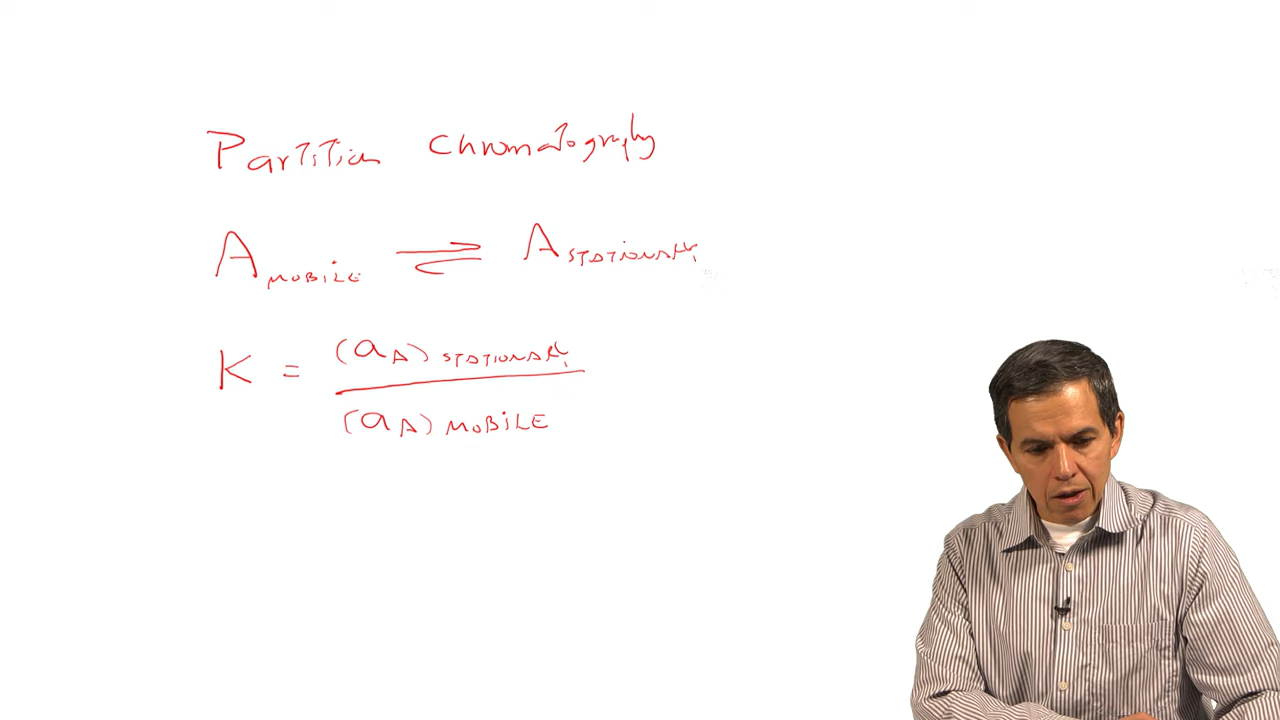 Partition Chromatography
A MOBILE ⇌ A STATIONARY
K = (aA) STATIONARY / (aA) MOBILE